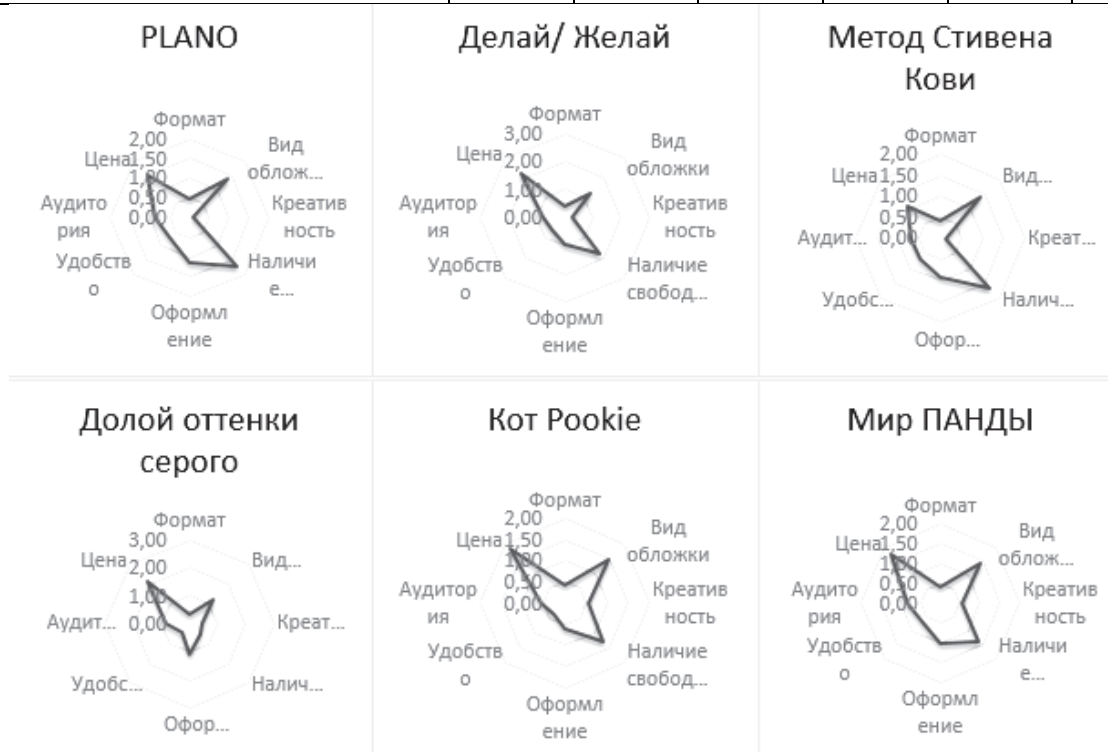 PLANO
Формат
2,00
1,50
1,00
0,50
0,00
Вид
облож...
Креатив
ность
Наличи
е...
Оформл
ение
Удобств
о
Аудито
рия
Цена
Делай/ Желай
Формат
3,00
2,00
1,00
0,00
Вид
обложки
Креатив
ность
Наличие
свобод...
Оформл
ение
Удобств
о
Аудитор
ия
Цена
Метод Стивена
Кови
Формат
2,00
1,50
1,00
0,50
0,00
Вид...
Креат...
Налич...
Офор...
Удобс...
Аудит...
Цена
Долой оттенки
серого
Формат
3,00
2,00
1,00
0,00
Вид...
Креат...
Налич...
Офор...
Удобс...
Аудит...
Цена
Кот Pookie
Формат
2,00
1,50
1,00
0,50
0,00
Вид
обложки
Креатив
ность
Наличие
свобод...
Оформл
ение
Удобств
о
Аудитор
ия
Цена
Мир ПАНДЫ
Формат
2,00
1,50
1,00
0,50
0,00
Вид
облож...
Креатив
ность
Наличи
е...
Оформл
ение
Удобств
о
Аудито
рия
Цена